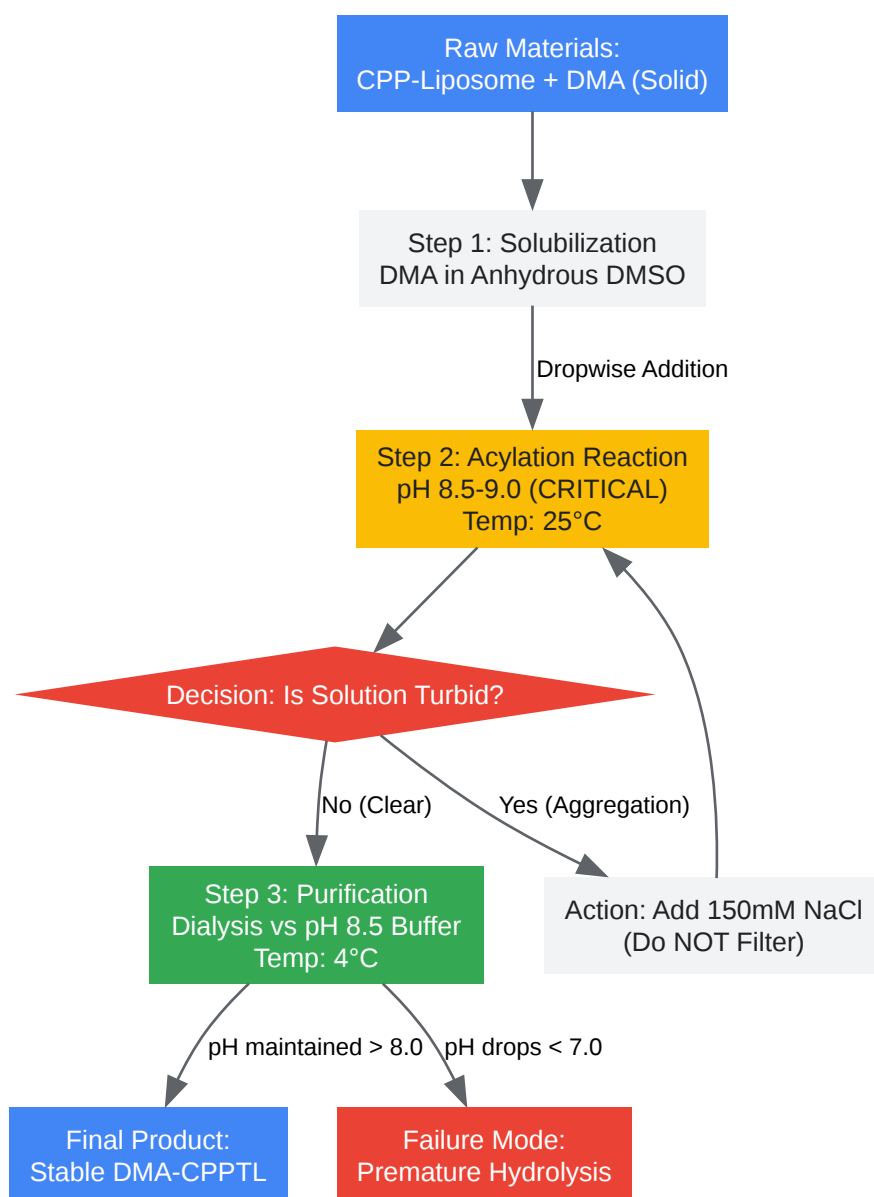 Raw Materials:
CPP-Liposome + DMA (Solid)
Step 1: Solubilization
DMA in Anhydrous DMSO
Dropwise Addition
Step 2: Acylation Reaction
pH 8.5-9.0 (CRITICAL)
Temp: 25°C
Decision: Is Solution Turbid?
No (Clear)
Yes (Aggregation)
Step 3: Purification
Dialysis vs pH 8.5 Buffer
Temp: 4°C
Action: Add 150mM NaCl
(Do NOT Filter)
pH maintained > 8.0
pH drops < 7.0
Final Product:
Stable DMA-CPPTL
Failure Mode:
Premature Hydrolysis